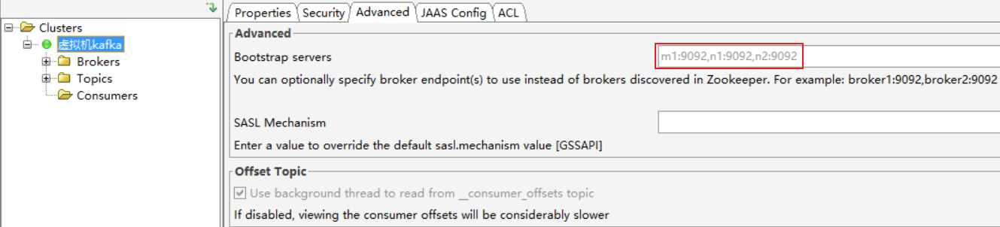 Properties Security Advanced JAAS Config ACL
Clusters
虚拟机kafka
Brokers
Topics
Consumers
Advanced
Bootstrap servers m1:9092,n1:9092,n2:9092
You can optionally specify broker endpoint(s) to use instead of brokers discovered in Zookeeper. For example: broker1:9092,broker2:9092
SASL Mechanism
Enter a value to override the default sasl.mechanism value [GSSAPI]
Offset Topic
Use background thread to read from __consumer_offsets topic
If disabled, viewing the consumer offsets will be considerably slower